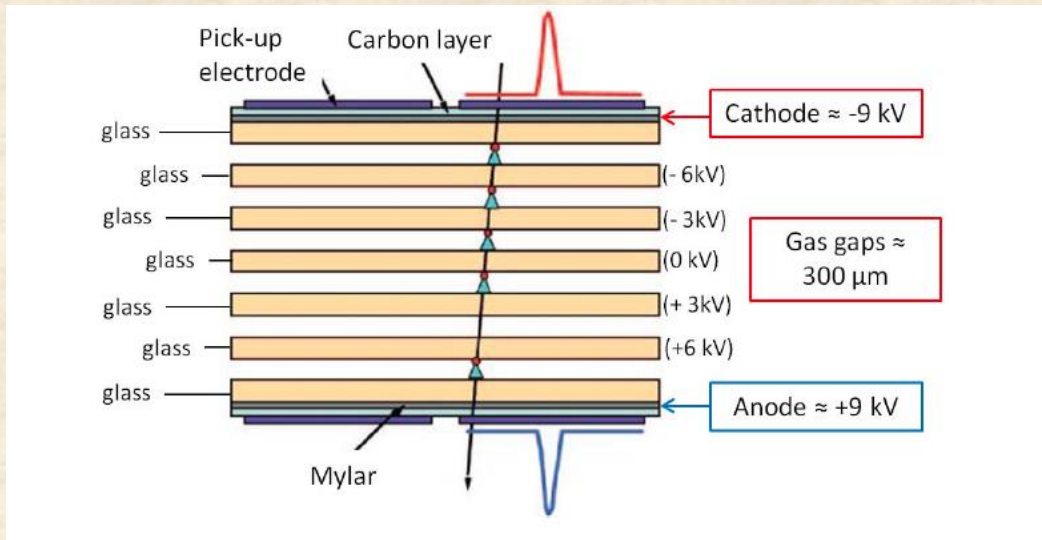 Pick-up
electrode
Carbon layer
Cathode ≈ -9 kV
glass
glass
(- 6kV)
glass
(- 3kV)
Gas gaps ≈
300 µm
glass
(0 kV)
glass
(+ 3kV)
glass
(+6 kV)
glass
Anode ≈ +9 kV
Mylar